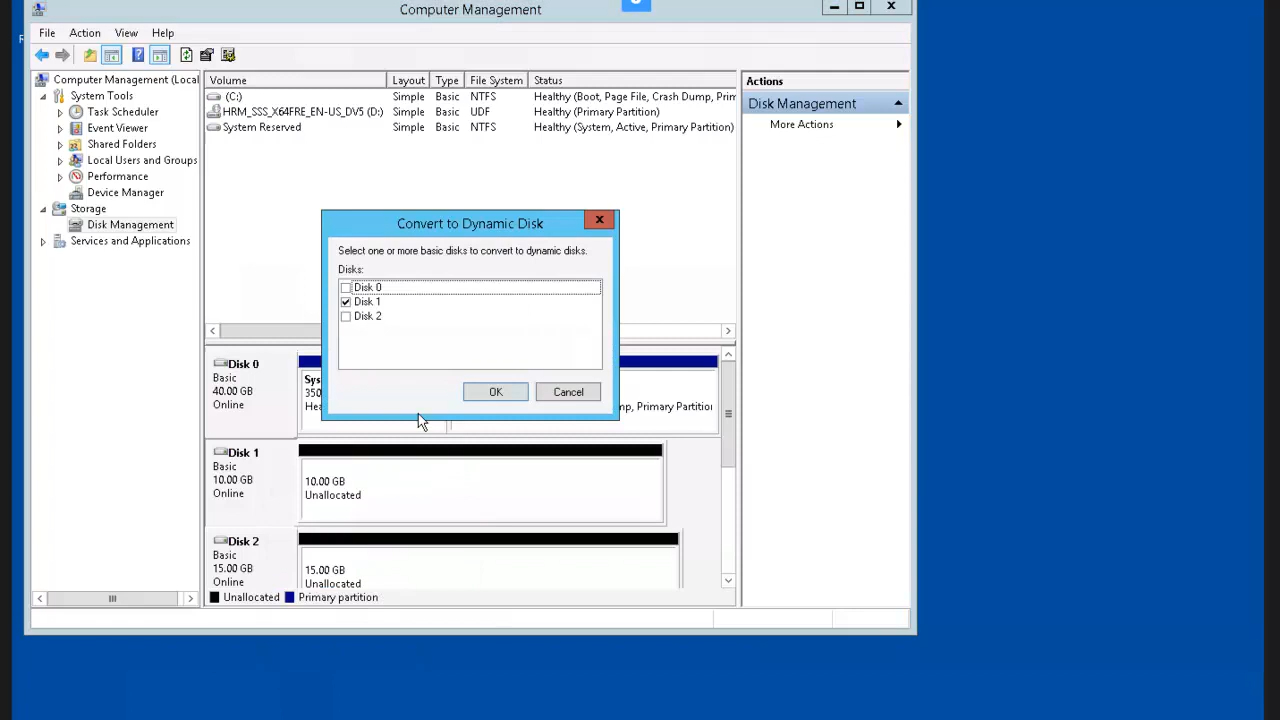 Computer Management
File Action View Help
Computer Management (Local
System Tools
Task Scheduler
Event Viewer
Shared Folders
Local Users and Groups
Performance
Device Manager
Storage
Disk Management
Services and Applications
Volume Layout Type File System Status
(C:) Simple Basic NTFS Healthy (Boot, Page File, Crash Dump, Prim
HRM_SSS_X64FRE_EN-US_DV5 (D:) Simple Basic UDF Healthy (Primary Partition)
System Reserved Simple Basic NTFS Healthy (System, Active, Primary Partition)
Actions
Disk Management
More Actions
Convert to Dynamic Disk
Select one or more basic disks to convert to dynamic disks.
Disks:
Disk 0
Disk 1
Disk 2
OK Cancel
Disk 0
Basic
40.00 GB
Online
Sys
350
Hea
mp, Primary Partition
Disk 1
Basic
10.00 GB
Online
10.00 GB
Unallocated
Disk 2
Basic
15.00 GB
Online
15.00 GB
Unallocated
Unallocated Primary partition